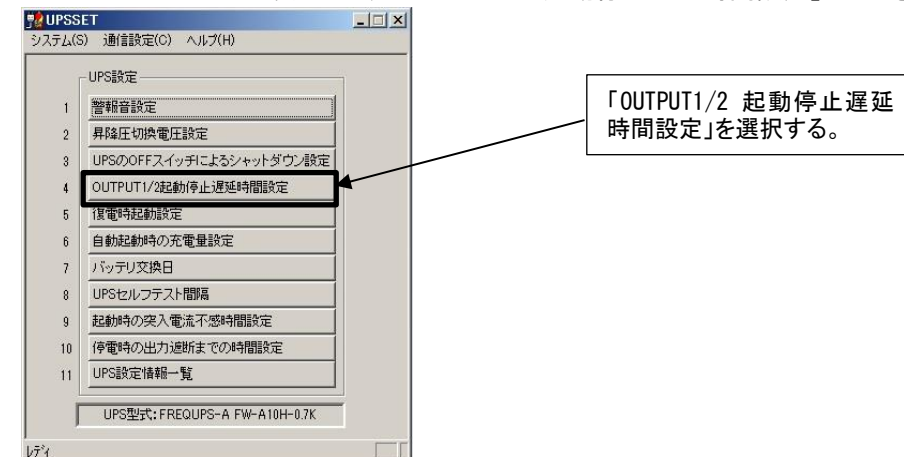 UPSSET
システム(S) 通信設定(C) ヘルプ(H)
UPS設定
1 警報音設定
2 昇降圧切換電圧設定
3 UPSのOFFスイッチによるシャットダウン設定
4 OUTPUT1/2起動停止遅延時間設定
5 復電時起動設定
6 自動起動時の充電量設定
7 バッテリ交換日
8 UPSセルフテスト間隔
9 起動時の突入電流不感時間設定
10 停電時の出力遮断までの時間設定
11 UPS設定情報一覧
UPS型式:FREQUPS-A FW-A10H-0.7K
レディ
「OUTPUT1/2 起動停止遅延
時間設定」を選択する。